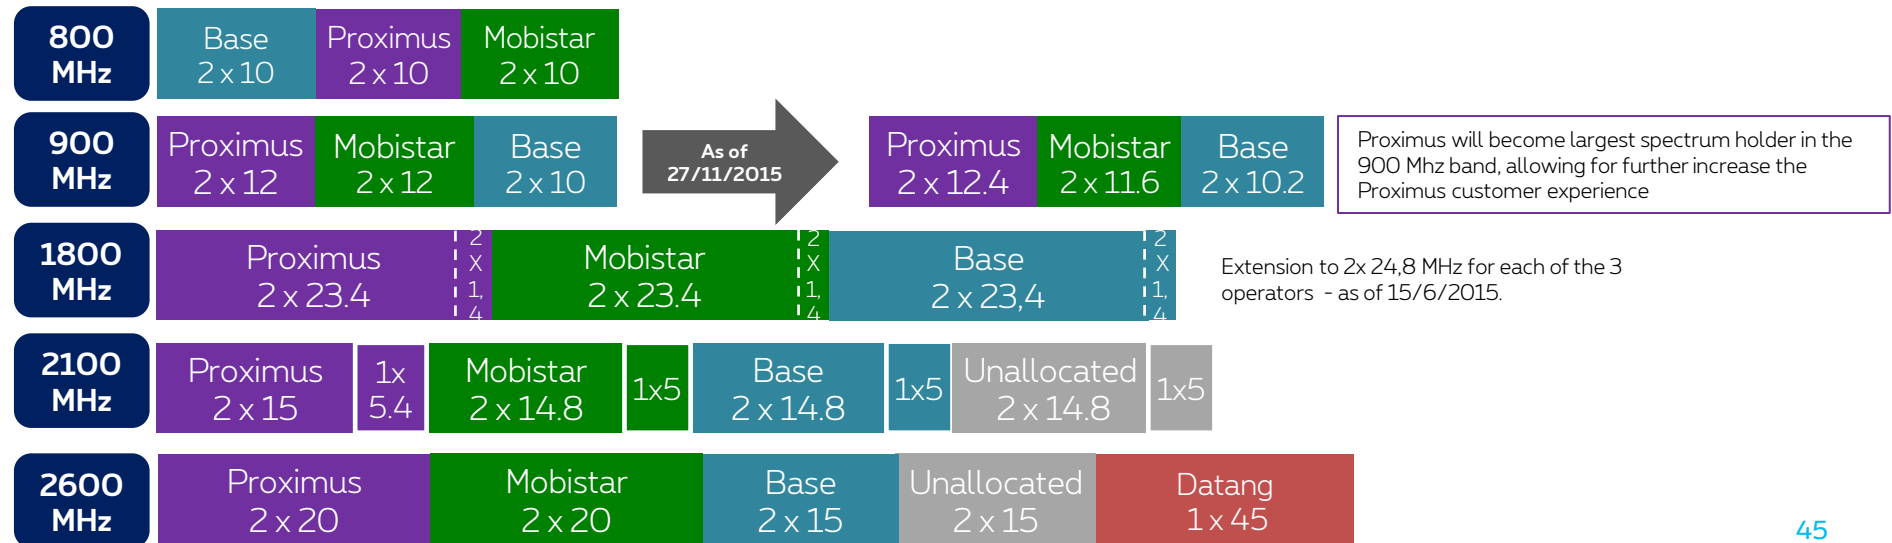 800
MHz
Base
2 x 10
Proximus
2 x 10
Mobistar
2 x 10
900
MHz
Proximus
2 x 12
Mobistar
2 x 12
Base
2 x 10
As of
27/11/2015
Proximus
2 x 12.4
Mobistar
2 x 11.6
Base
2 x 10.2
Proximus will become largest spectrum holder in the
900 Mhz band, allowing for further increase the
Proximus customer experience
1800
MHz
Proximus
2 x 23.4
2
X
1,
4
Mobistar
2 x 23.4
2
X
1,
4
Base
2 x 23,4
2
X
1,
4
Extension to 2x 24,8 MHz for each of the 3
operators - as of 15/6/2015.
2100
MHz
Proximus
2 x 15
1x
5.4
Mobistar
2 x 14.8
1x5
Base
2 x 14.8
1x5
Unallocated
2 x 14.8
1x5
2600
MHz
Proximus
2 x 20
Mobistar
2 x 20
Base
2 x 15
Unallocated
2 x 15
Datang
1 x 45
45